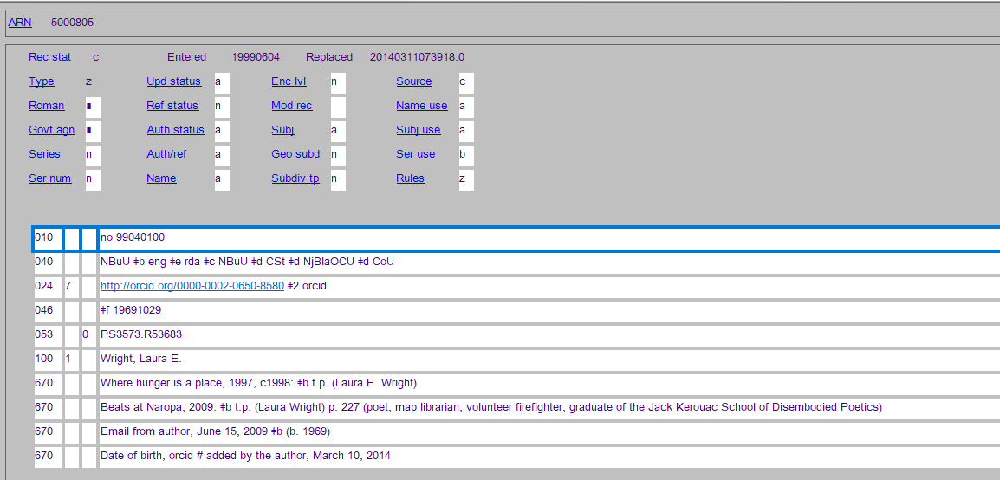 ARN 5000805
Rec stat c Entered 19990604 Replaced 20140311073918.0
Type z Upd status a Enc lvl n Source c
Roman ∎ Ref status n Mod rec Name use a
Govt agn ∎ Auth status a Subj a Subj use a
Series n Auth/ref a Geo subd n Ser use b
Ser num n Name a Subdiv tp n Rules z
010 no 99040100
040 NBuU ǂb eng ǂe rda ǂc NBuU ǂd CSt ǂd NjBlaOCU ǂd CoU
024 7 http://orcid.org/0000-0002-0650-8580 ǂ2 orcid
046 ǂf 19691029
053 0 PS3573.R53683
100 1 Wright, Laura E.
670 Where hunger is a place, 1997, c1998: ǂb t.p. (Laura E. Wright)
670 Beats at Naropa, 2009: ǂb t.p. (Laura Wright) p. 227 (poet, map librarian, volunteer firefighter, graduate of the Jack Kerouac School of Disembodied Poetics)
670 Email from author, June 15, 2009 ǂb (b. 1969)
670 Date of birth, orcid # added by the author, March 10, 2014